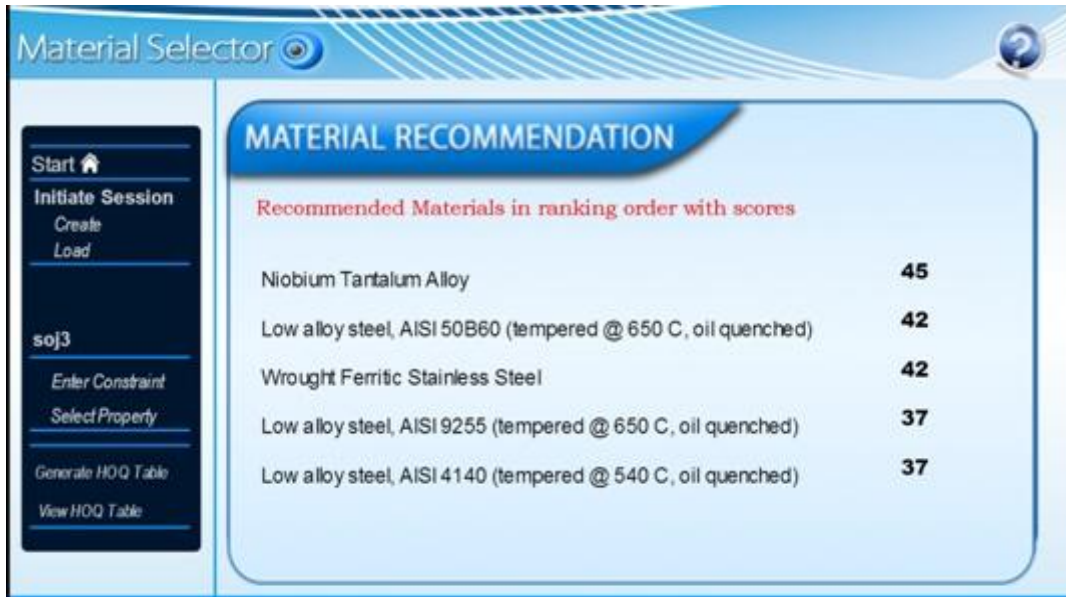 Material Selector
?
Start
Initiate Session
Create
Load
soj3
Enter Constraint
Select Property
Generate HOQ Table
View HOQ Table
MATERIAL RECOMMENDATION
Recommended Materials in ranking order with scores
Niobium Tantalum Alloy 45
Low alloy steel, AISI 50B60 (tempered @ 650 C, oil quenched) 42
Wrought Ferritic Stainless Steel 42
Low alloy steel, AISI 9255 (tempered @ 650 C, oil quenched) 37
Low alloy steel, AISI 4140 (tempered @ 540 C, oil quenched) 37